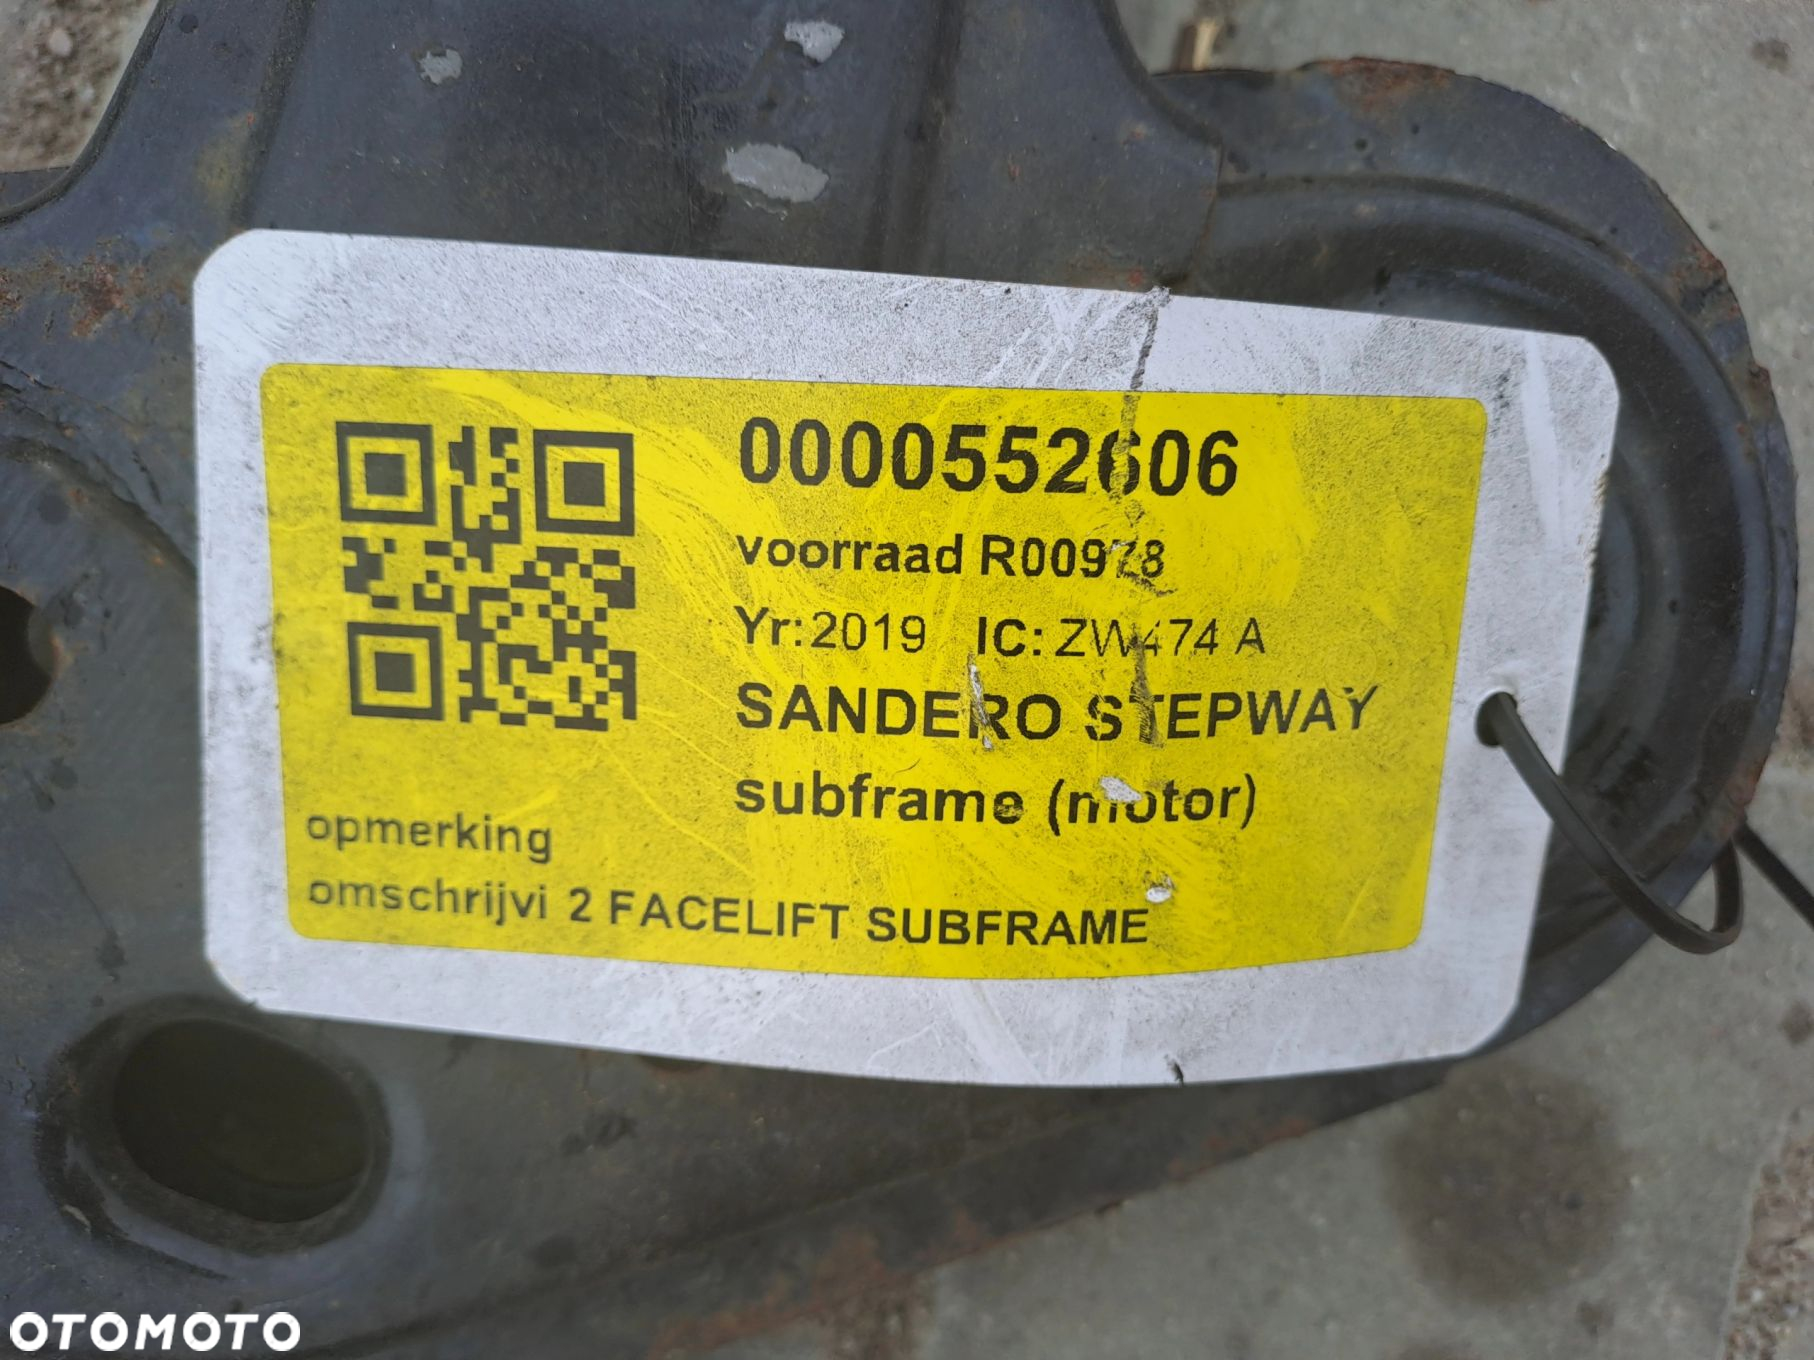 0000552606
voorraad R00978
Yr:2019 IC: ZW474 A
SANDERO STEPWAY
subframe (motor)
opmerking
omschrijvi 2 FACELIFT SUBFRAME
OTOMOTO